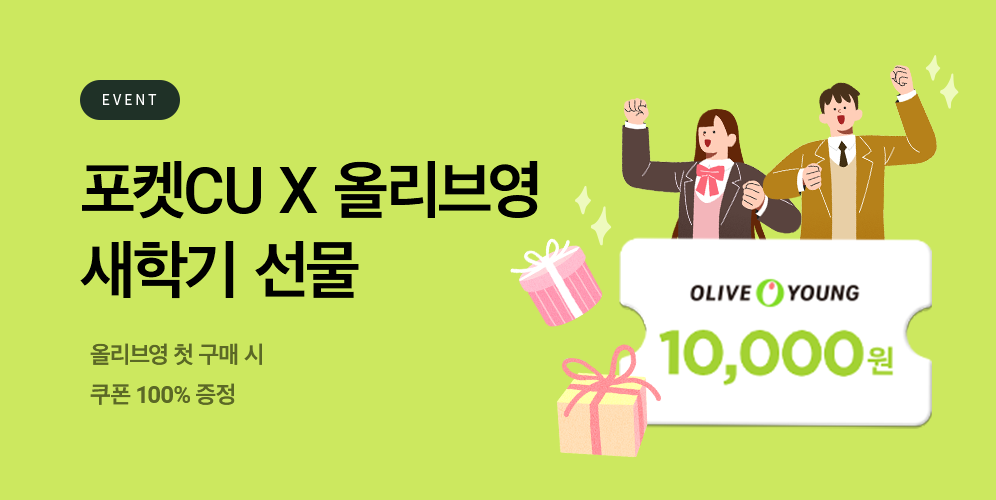 EVENT
포켓CU X 올리브영
새학기 선물
올리브영 첫 구매 시
쿠폰 100% 증정
OLIVE YOUNG
10,000원